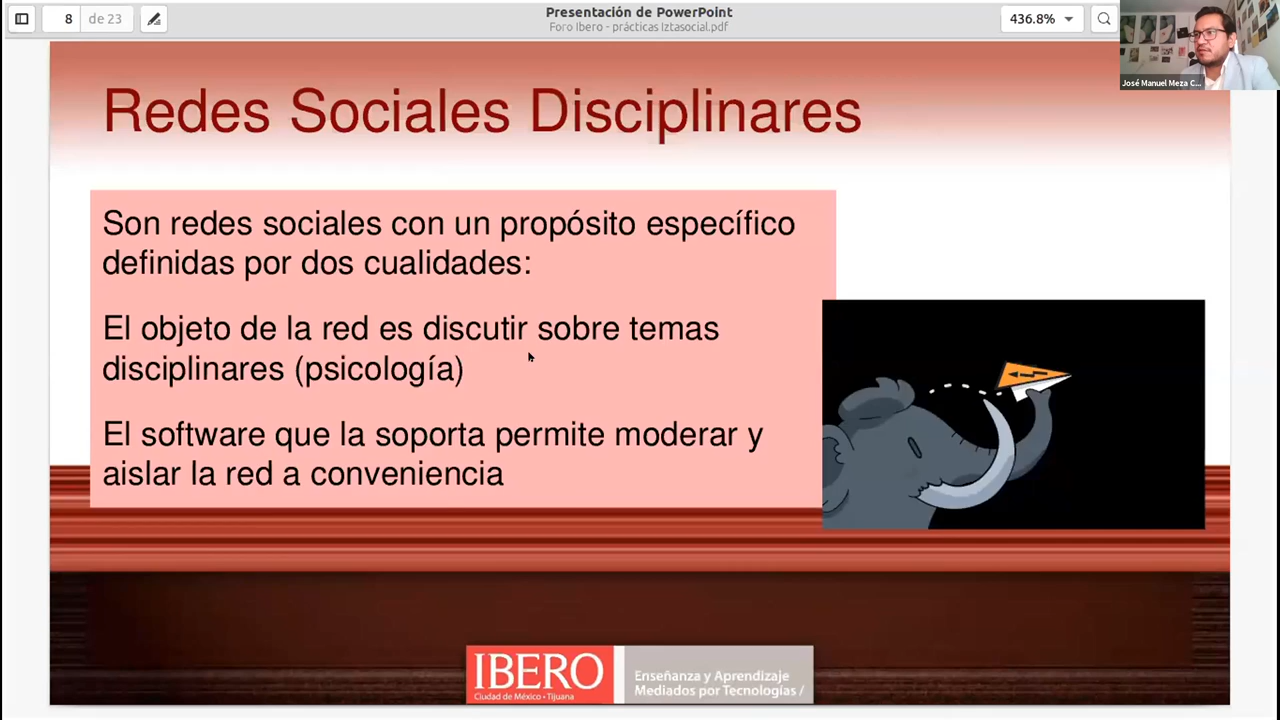 8
de 23
Presentación de PowerPoint
Foro Ibero - prácticas Iztasocial.pdf
436.8%
José Manuel Meza C...
Redes Sociales Disciplinares
Son redes sociales con un propósito específico
definidas por dos cualidades:
El objeto de la red es discutir sobre temas
disciplinares (psicología)
El software que la soporta permite moderar y
aislar la red a conveniencia
IBERO
Ciudad de México • Tijuana
Enseñanza y Aprendizaje
Mediados por Tecnologías /